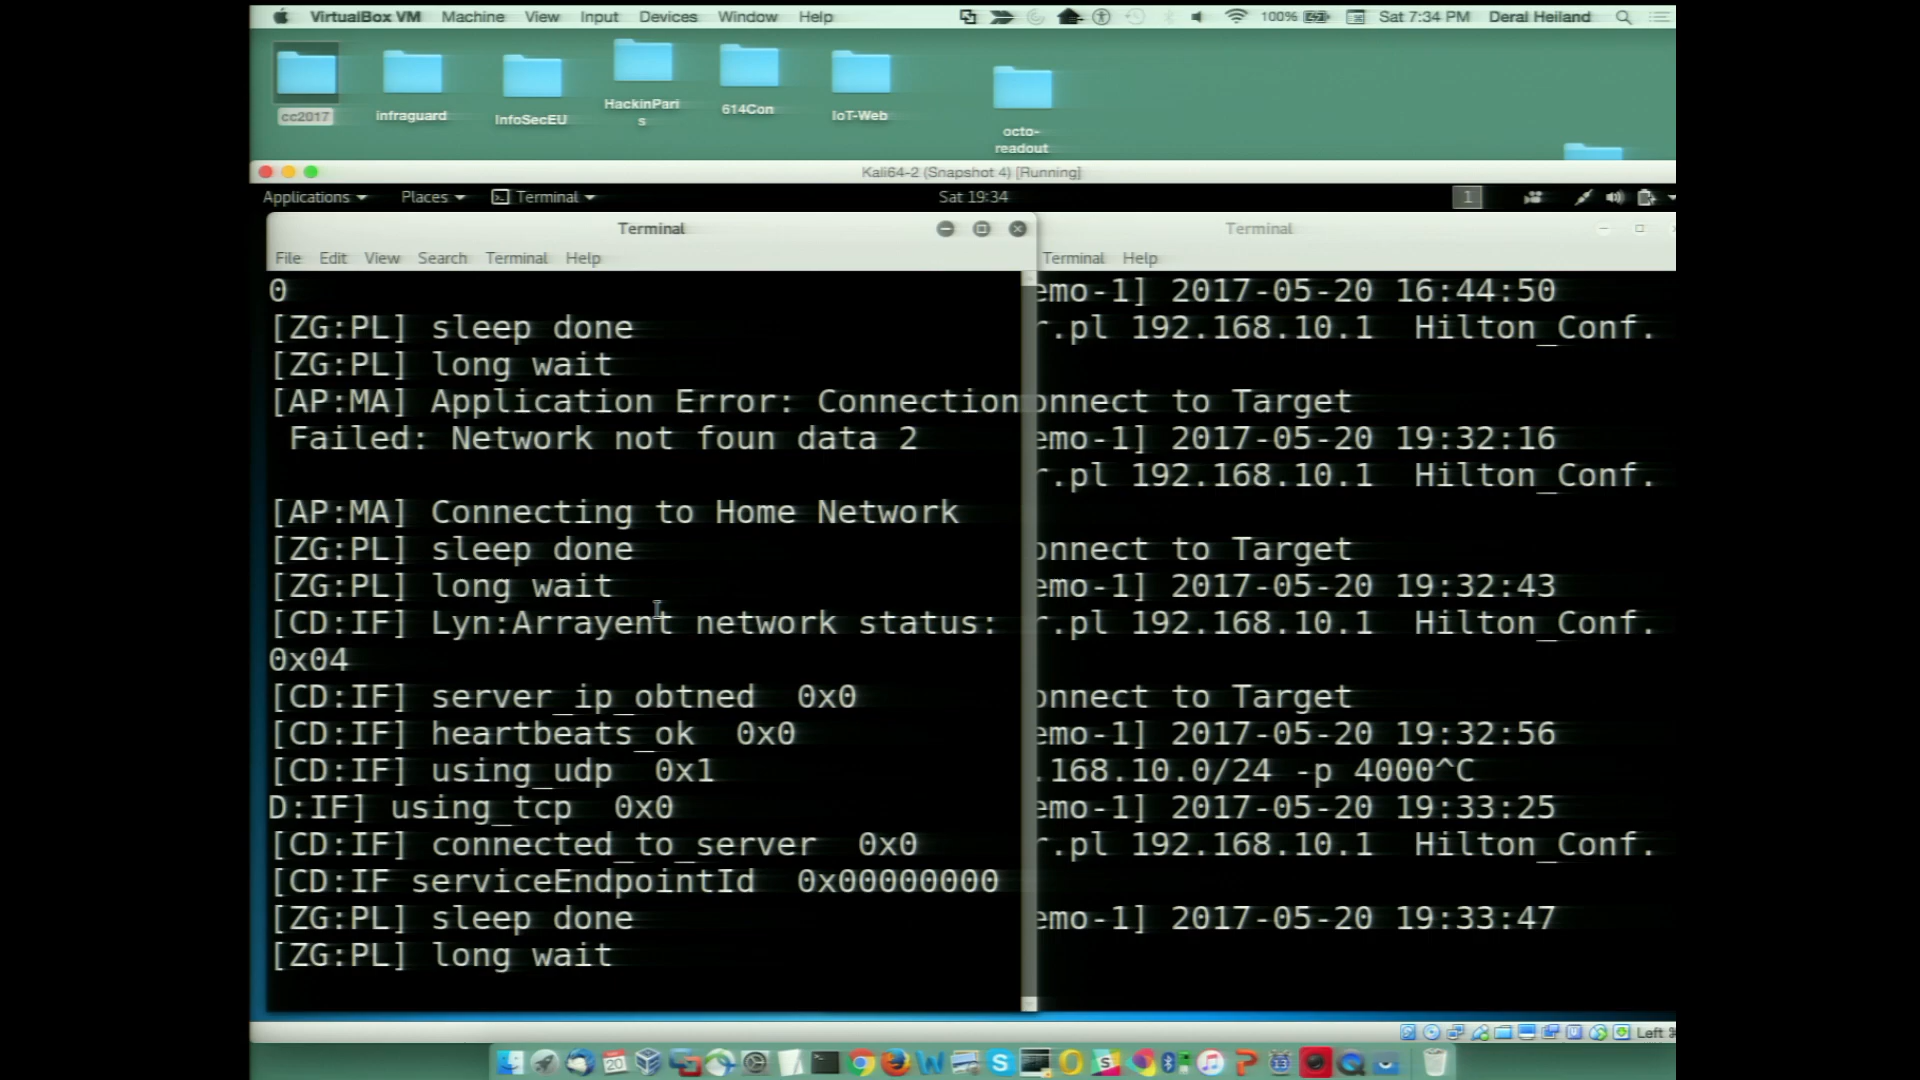 VirtualBox VM Machine View Input Devices Window Help 100% Sat 7:34 PM Deral Heiland
cc2017
infraguard
InfoSecEU
HackinPari
s
614Con
IoT-Web
octo-
readout
Kali64-2 (Snapshot 4) [Running]
Applications Places Terminal Sat 19:34 1
Terminal
File Edit View Search Terminal Help
0
[ZG:PL] sleep done
[ZG:PL] long wait
[AP:MA] Application Error: Connection
Failed: Network not foun data 2
[AP:MA] Connecting to Home Network
[ZG:PL] sleep done
[ZG:PL] long wait
[CD:IF] Lyn:Arrayent network status:
0x04
[CD:IF] server_ip_obtned 0x0
[CD:IF] heartbeats_ok 0x0
[CD:IF] using_udp 0x1
D:IF] using_tcp 0x0
[CD:IF] connected_to_server 0x0
[CD:IF serviceEndpointId 0x00000000
[ZG:PL] sleep done
[ZG:PL] long wait
Terminal
Terminal Help
emo-1] 2017-05-20 16:44:50
r.pl 192.168.10.1 Hilton_Conf.
onnect to Target
emo-1] 2017-05-20 19:32:16
r.pl 192.168.10.1 Hilton_Conf.
onnect to Target
emo-1] 2017-05-20 19:32:43
r.pl 192.168.10.1 Hilton_Conf.
onnect to Target
emo-1] 2017-05-20 19:32:56
.168.10.0/24 -p 4000^C
emo-1] 2017-05-20 19:33:25
r.pl 192.168.10.1 Hilton_Conf.
emo-1] 2017-05-20 19:33:47
Left ⌘
20
13